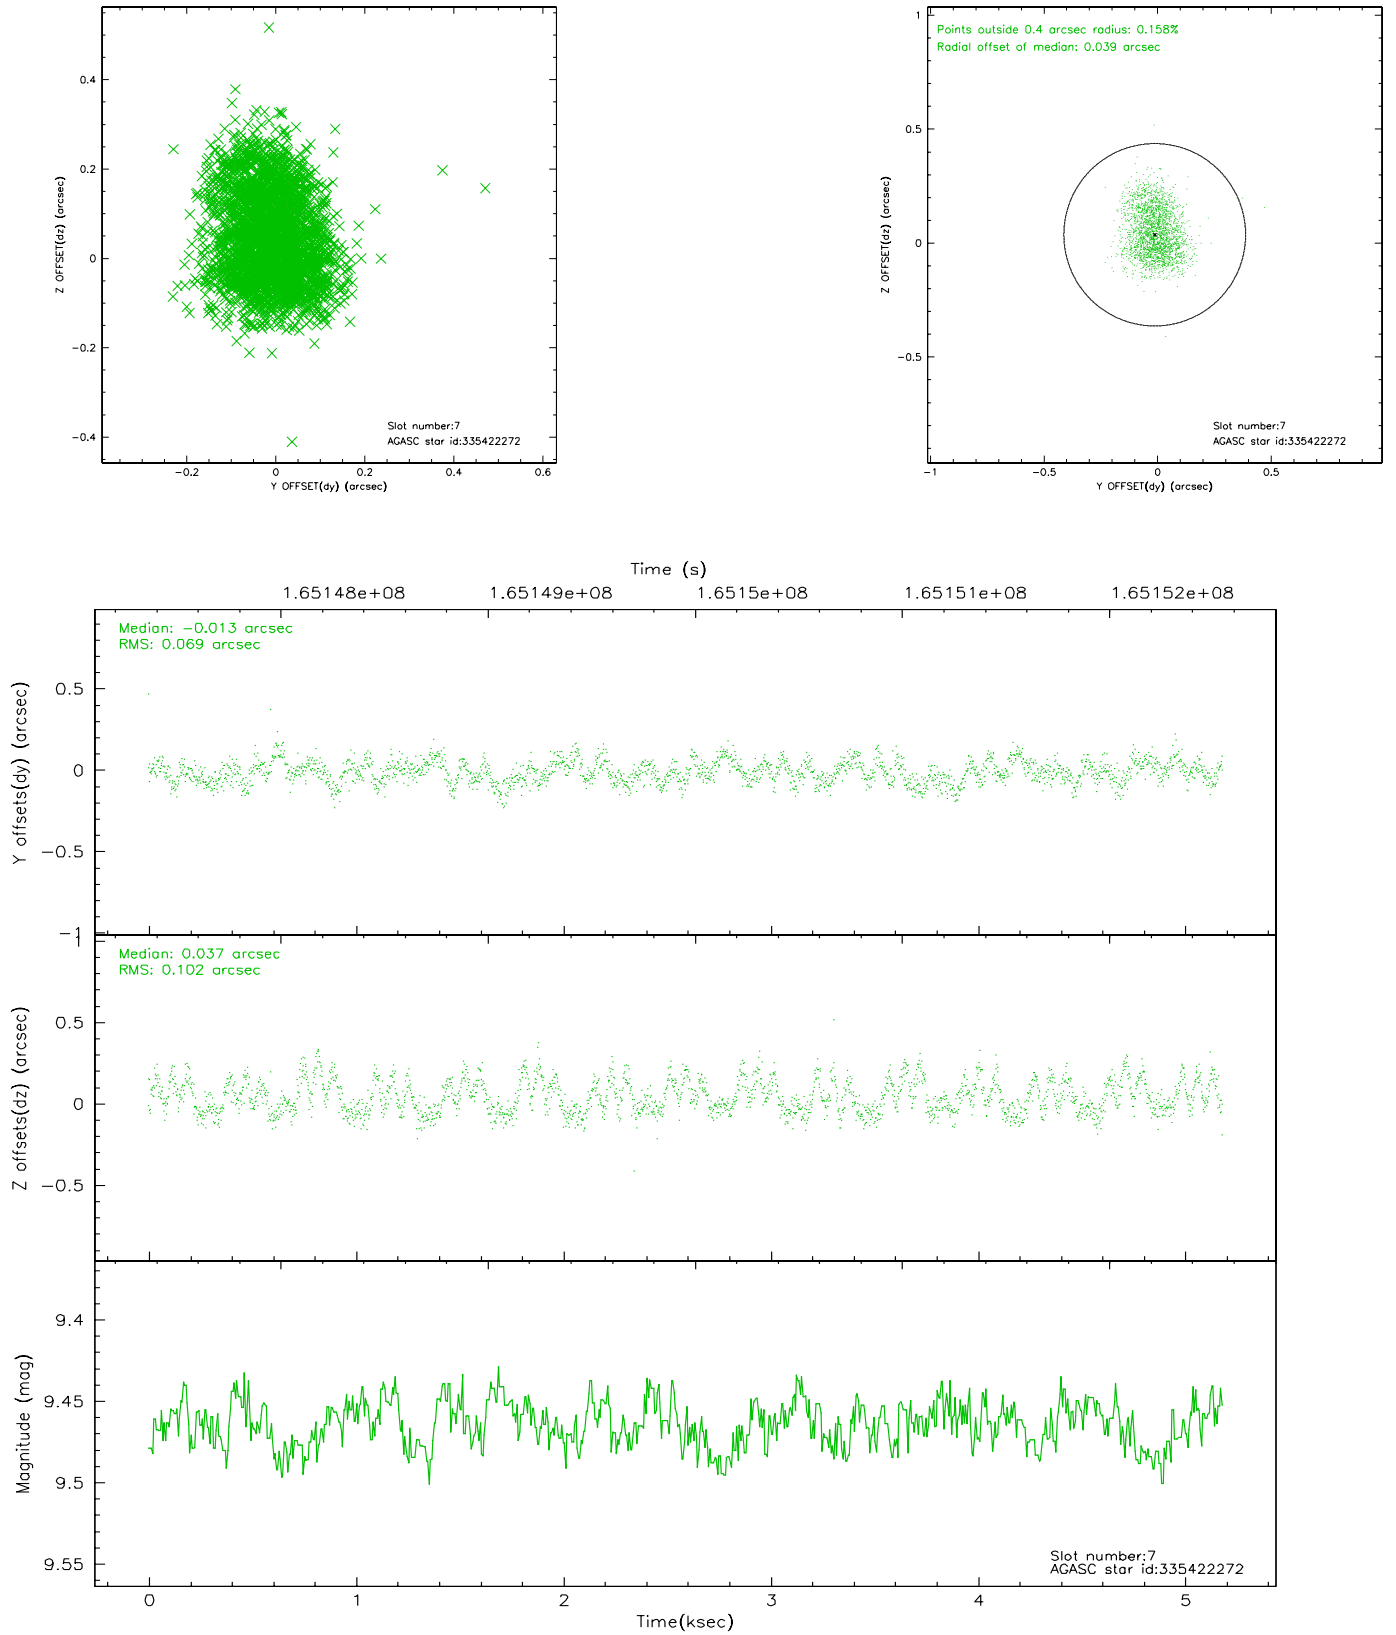 0.4
0.2
0
-0.2
-0.4
Z OFFSET(dz) (arcsec)
Slot number:7
AGASC star id:335422272
-0.2 0 0.2 0.4 0.6
Y OFFSET(dy) (arcsec)
Points outside 0.4 arcsec radius: 0.158%
Radial offset of median: 0.039 arcsec
1
0.5
0
-0.5
Z OFFSET(dz) (arcsec)
Slot number:7
AGASC star id:335422272
-1 -0.5 0 0.5
Y OFFSET(dy) (arcsec)
Time (s)
1.65148e+08 1.65149e+08 1.6515e+08 1.65151e+08 1.65152e+08
Median: -0.013 arcsec
RMS: 0.069 arcsec
0.5
0
-0.5
-1
Y offsets(dy) (arcsec)
Median: 0.037 arcsec
RMS: 0.102 arcsec
1
0.5
0
-0.5
Z offsets(dz) (arcsec)
9.4
9.45
9.5
9.55
Magnitude (mag)
Slot number:7
AGASC star id:335422272
0 1 2 3 4 5
Time(ksec)